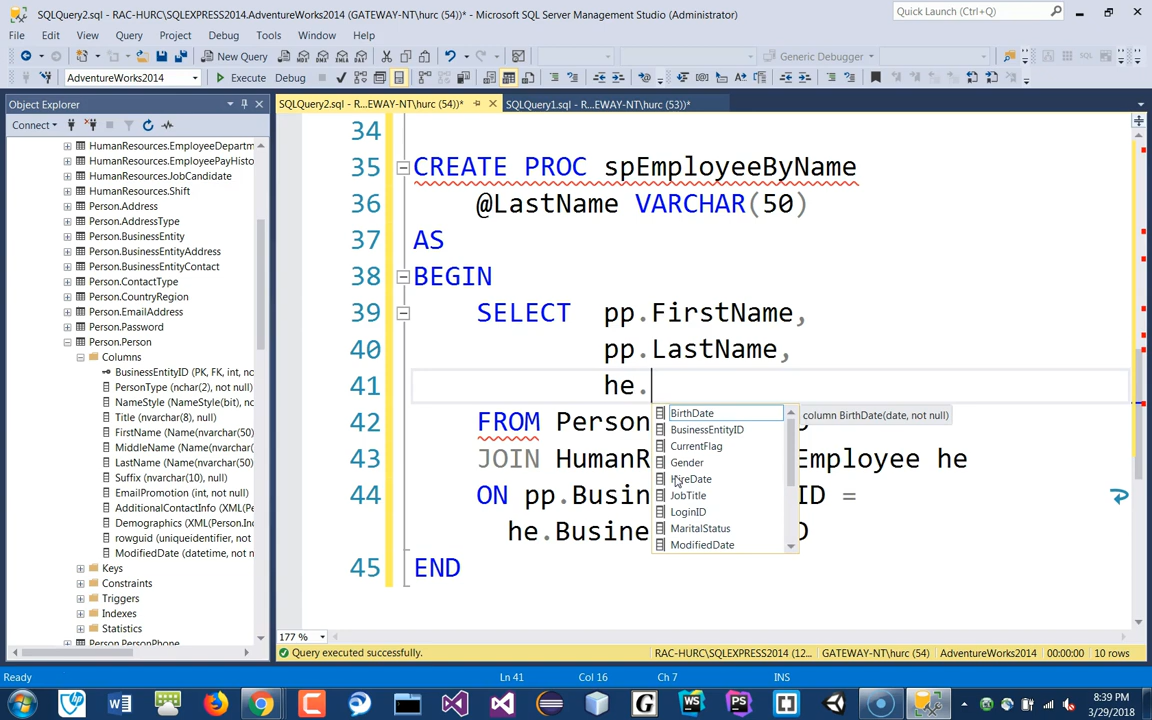 SQLQuery2.sql - RAC-HURC\SQLEXPRESS2014.AdventureWorks2014 (GATEWAY-NT\hurc (54))* - Microsoft SQL Server Management Studio (Administrator)
Quick Launch (Ctrl+Q)
File Edit View Query Project Debug Tools Window Help
New Query
Generic Debugger
AdventureWorks2014
Execute Debug
Object Explorer
SQLQuery2.sql - R...EWAY-NT\hurc (54))*
SQLQuery1.sql - R...EWAY-NT\hurc (53))*
Connect
HumanResources.EmployeeDepartm
HumanResources.EmployeePayHisto
HumanResources.JobCandidate
HumanResources.Shift
Person.Address
Person.AddressType
Person.BusinessEntity
Person.BusinessEntityAddress
Person.BusinessEntityContact
Person.ContactType
Person.CountryRegion
Person.EmailAddress
Person.Password
Person.Person
Columns
BusinessEntityID (PK, FK, int, nc
PersonType (nchar(2), not null)
NameStyle (NameStyle(bit), not
Title (nvarchar(8), null)
FirstName (Name(nvarchar(50)
MiddleName (Name(nvarchar(
LastName (Name(nvarchar(50)
Suffix (nvarchar(10), null)
EmailPromotion (int, not null)
AdditionalContactInfo (XML(Pe
Demographics (XML(Person.In
rowguid (uniqueidentifier, not
ModifiedDate (datetime, not n
Keys
Constraints
Triggers
Indexes
Statistics
Person.PersonPhone
34
35 CREATE PROC spEmployeeByName
36 @LastName VARCHAR(50)
37 AS
38 BEGIN
39 SELECT pp.FirstName,
40 pp.LastName,
41 he.
42 FROM Person
43 JOIN HumanR Employee he
44 ON pp.Busin ID =
he.Busine D
45 END
BirthDate
BusinessEntityID
CurrentFlag
Gender
HireDate
JobTitle
LoginID
MaritalStatus
ModifiedDate
column BirthDate(date, not null)
177 %
Query executed successfully.
RAC-HURC\SQLEXPRESS2014 (12... GATEWAY-NT\hurc (54) AdventureWorks2014 00:00:00 10 rows
Ready
Ln 41 Col 16 Ch 7 INS
8:39 PM
3/29/2018